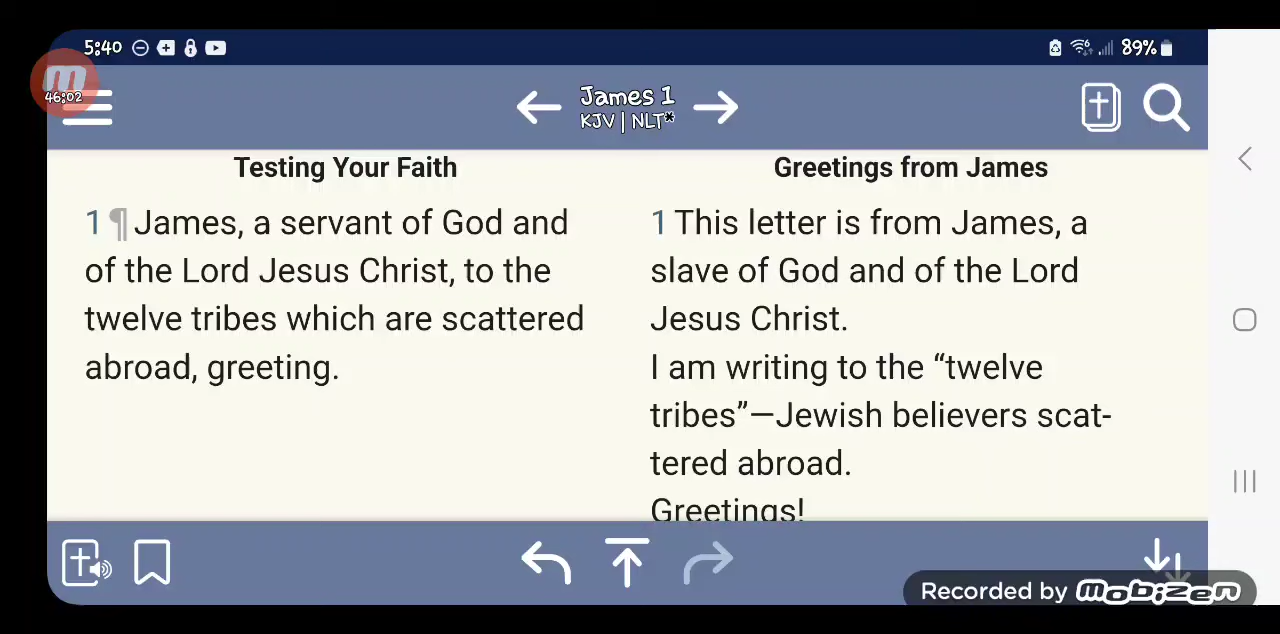 5:40
89%
M
46:02
James 1
KJV | NLT*
Testing Your Faith
1 ¶ James, a servant of God and
of the Lord Jesus Christ, to the
twelve tribes which are scattered
abroad, greeting.
Greetings from James
1 This letter is from James, a
slave of God and of the Lord
Jesus Christ.
I am writing to the “twelve
tribes”—Jewish believers scat-
tered abroad.
Greetings!
Recorded by MOBIZEN